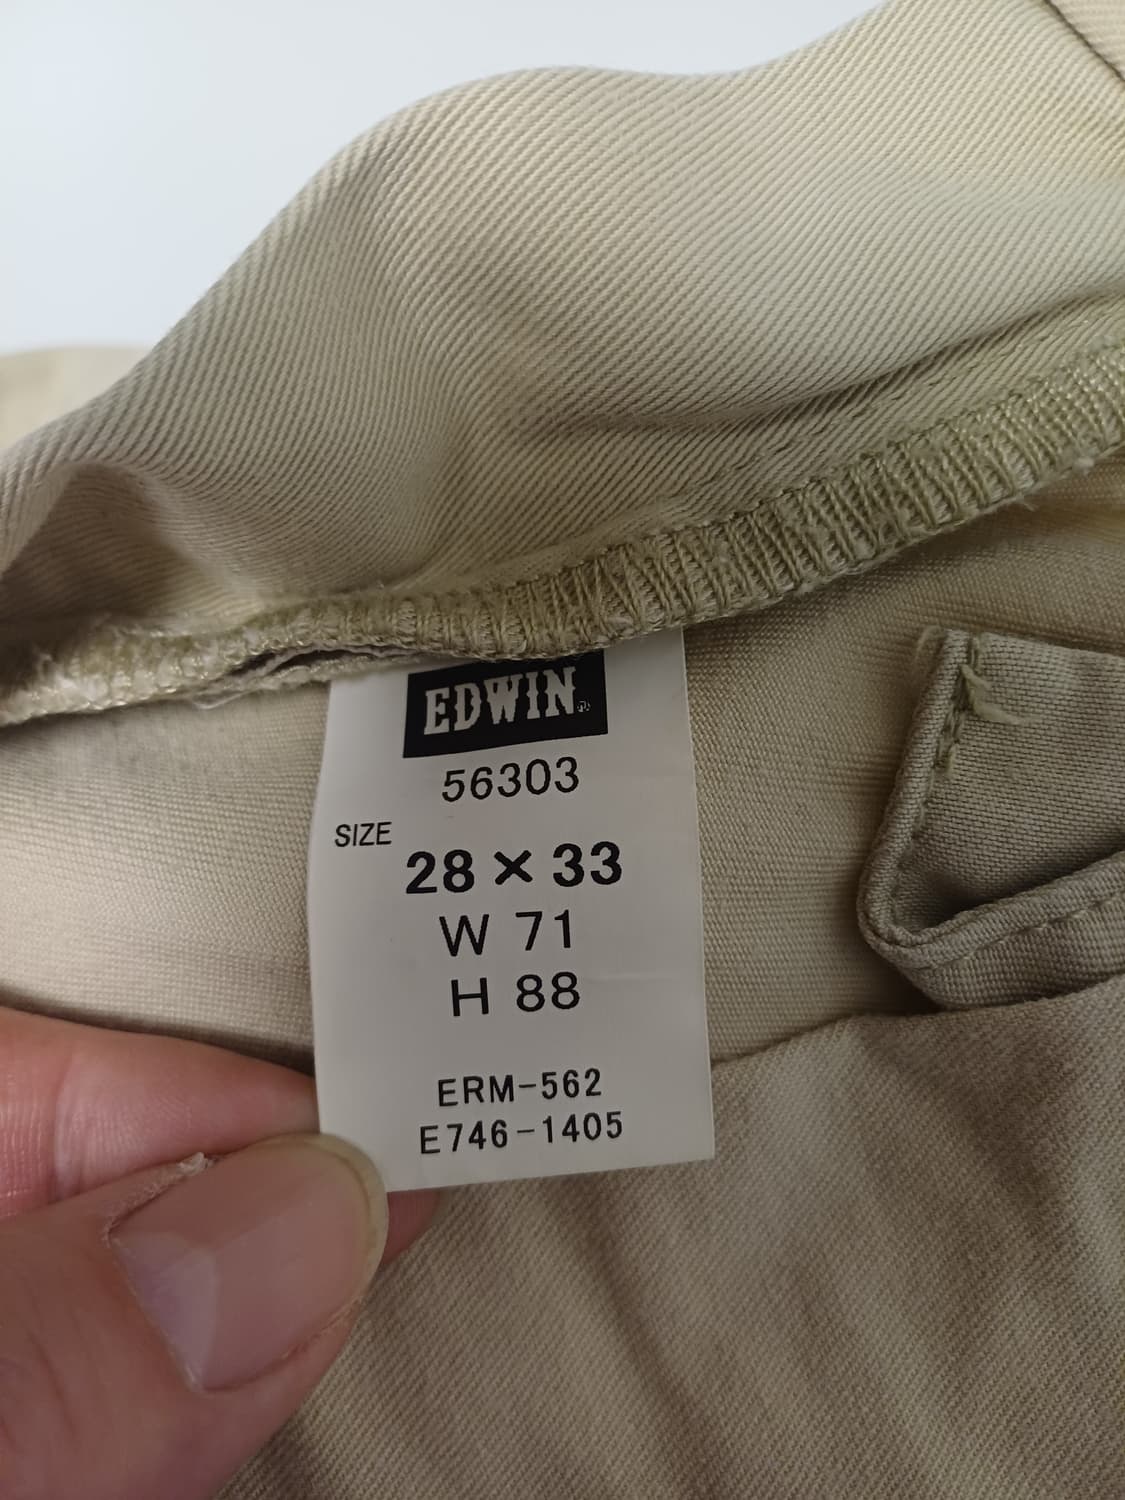 EDWIN
56303
SIZE
28×33
W 71
H 88
ERM-562
E746-1405